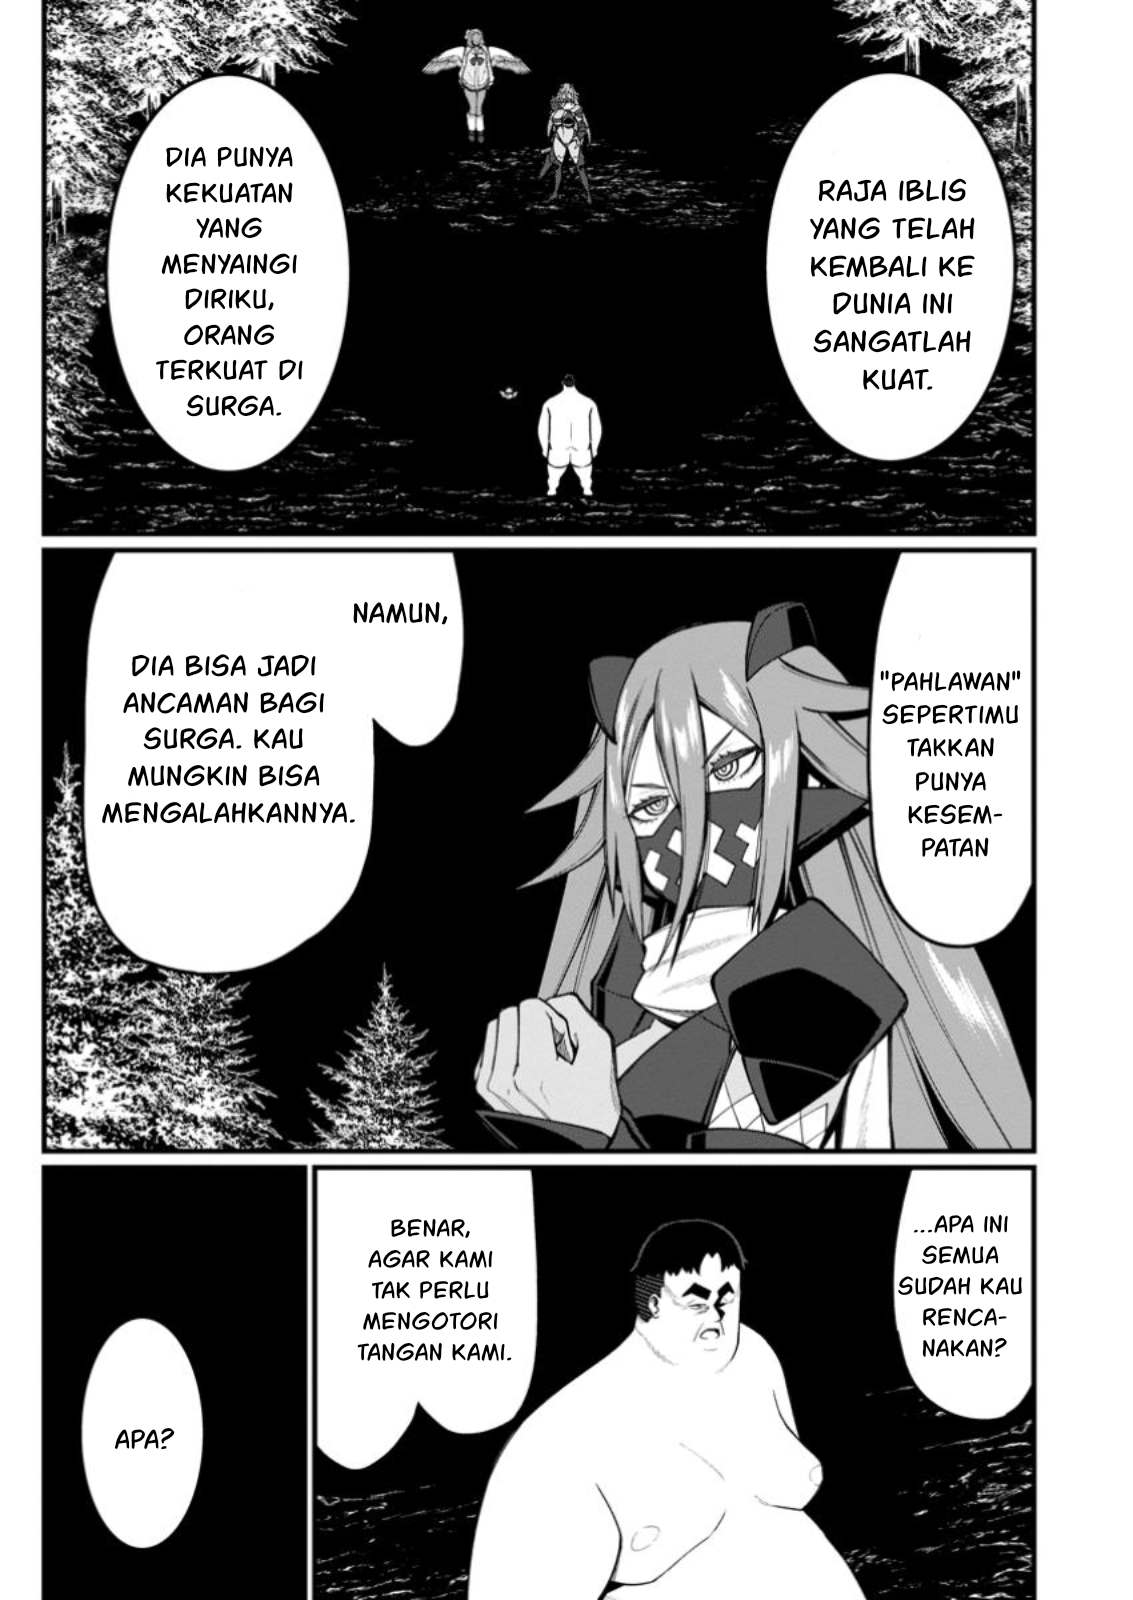 RAJA IBLIS
YANG TELAH
KEMBALI KE
DUNIA INI
SANGATLAH
KUAT.
DIA PUNYA
KEKUATAN
YANG
MENYAINGI
DIRIKU,
ORANG
TERKUAT DI
SURGA.
"PAHLAWAN"
SEPERTIMU
TAKKAN
PUNYA
KESEM-
PATAN
NAMUN,
DIA BISA JADI
ANCAMAN BAGI
SURGA. KAU
MUNGKIN BISA
MENGALAHKANNYA.
...APA INI
SEMUA
SUDAH KAU
RENCA-
NAKAN?
BENAR,
AGAR KAMI
TAK PERLU
MENGOTORI
TANGAN KAMI.
APA?